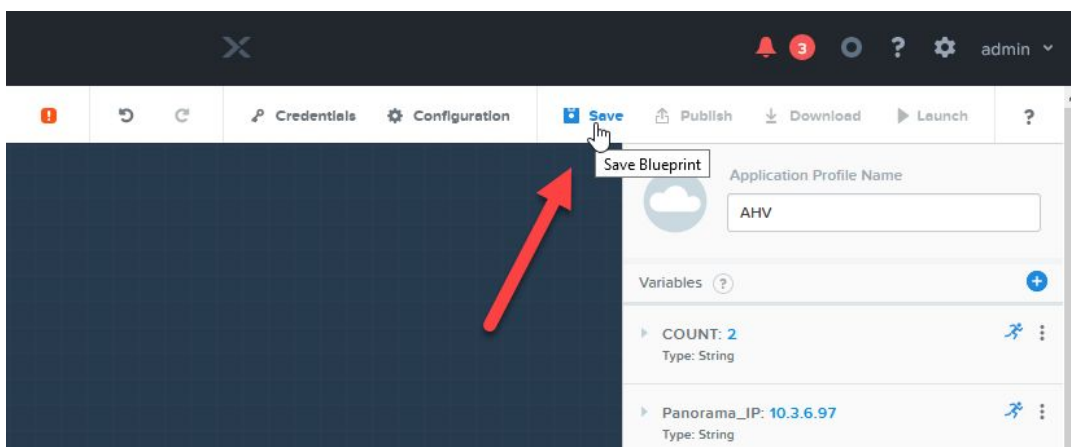 3 ? admin
! Credentials Configuration Save Publish Download Launch ?
Save Blueprint
Application Profile Name
AHV
Variables ?
COUNT: 2
Type: String
Panorama_IP: 10.3.6.97
Type: String